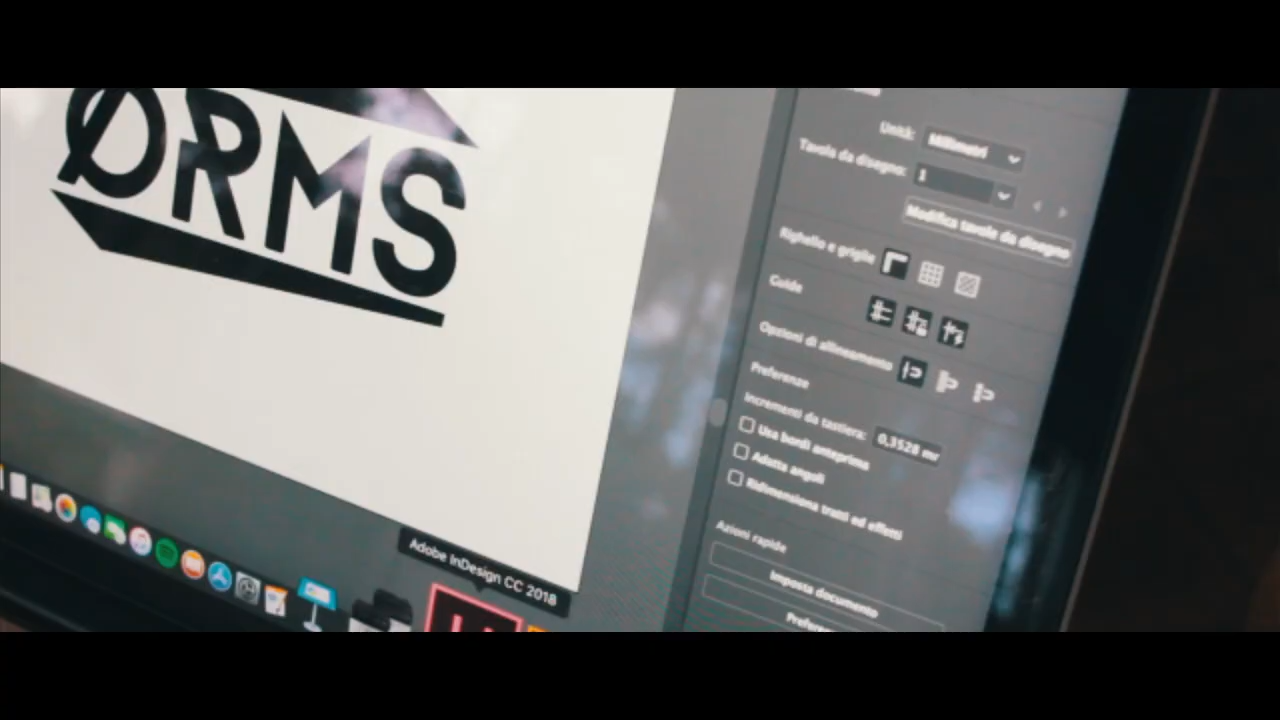 ØRMS
Unità: Millimetri
Tavola da disegno: 1
Modifica tavole da disegno
Righello e griglie
Guide
Opzioni di allineamento
Preferenze
Incrementi da tastiera: 0,3528 mr
Usa bordi anteprima
Adatta angoli
Ridimensiona tratti ed effetti
Azioni rapide
Imposta documento
Adobe InDesign CC 2018